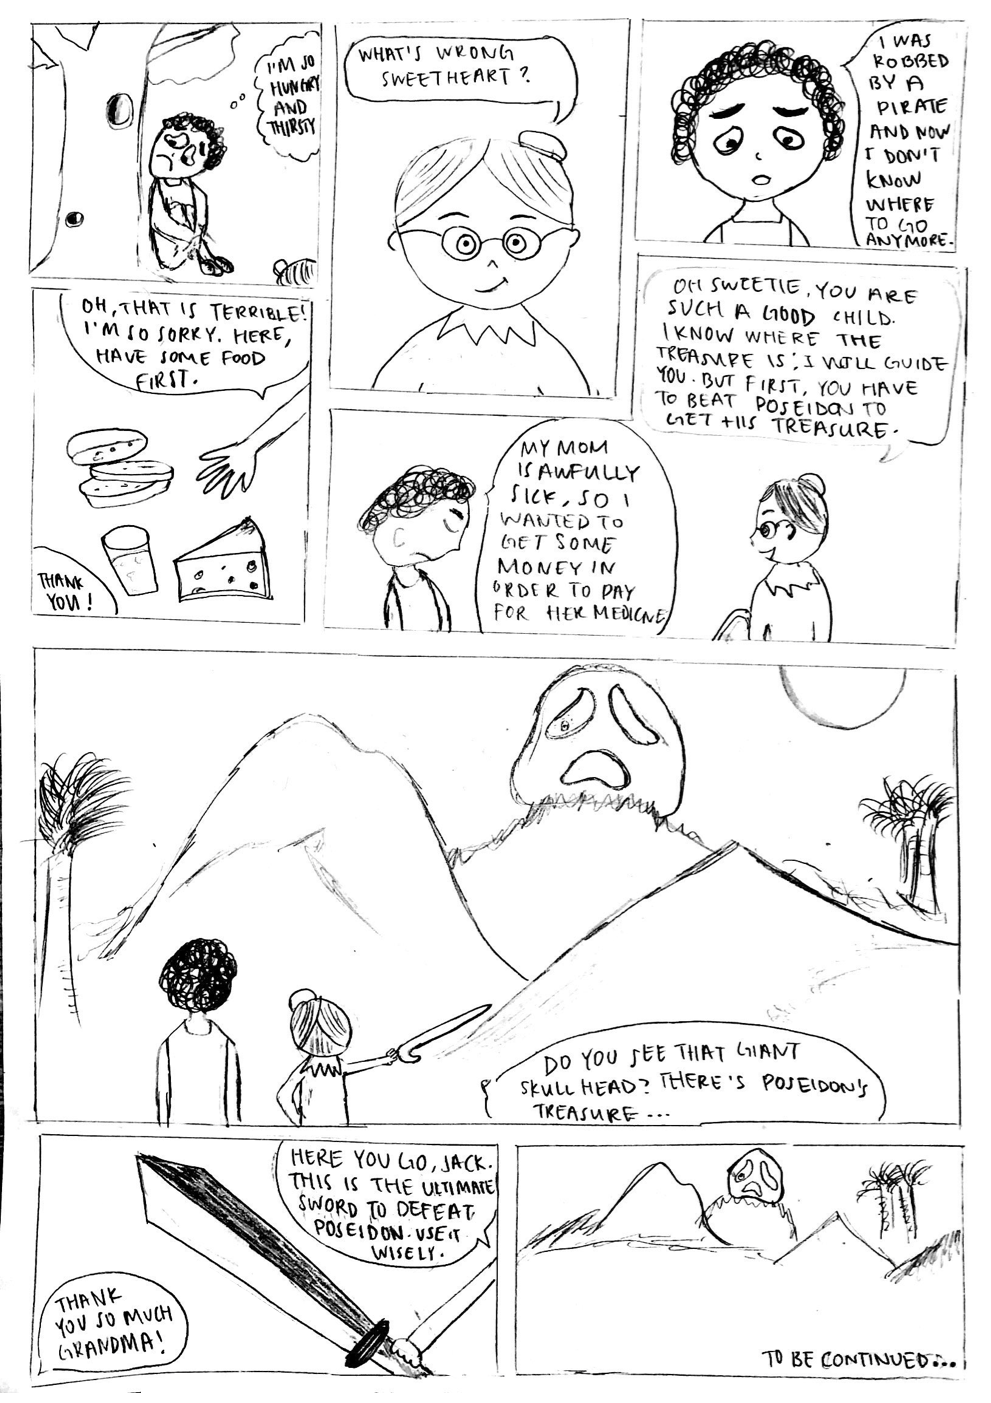 I'M SO
HUNGRY
AND
THIRSTY
WHAT'S WRONG
SWEETHEART?
I WAS
ROBBED
BY A
PIRATE
AND NOW
I DON'T
KNOW
WHERE
TO GO
ANYMORE.
OH, THAT IS TERRIBLE!
I'M SO SORRY. HERE,
HAVE SOME FOOD
FIRST.
THANK
YOU!
MY MOM
IS AWFULLY
SICK, SO I
WANTED TO
GET SOME
MONEY IN
ORDER TO PAY
FOR HER MEDICNE
OH SWEETIE, YOU ARE
SUCH A GOOD CHILD.
I KNOW WHERE THE
TREASURE IS; I WILL GUIDE
YOU. BUT FIRST, YOU HAVE
TO BEAT POSEIDON TO
GET HIS TREASURE.
DO YOU SEE THAT GIANT
SKULL HEAD? THERE'S POSEIDON'S
TREASURE...
HERE YOU GO, JACK.
THIS IS THE ULTIMATE
SWORD TO DEFEAT
POSEIDON. USE IT
WISELY.
THANK
YOU SO MUCH
GRANDMA!
TO BE CONTINUED...